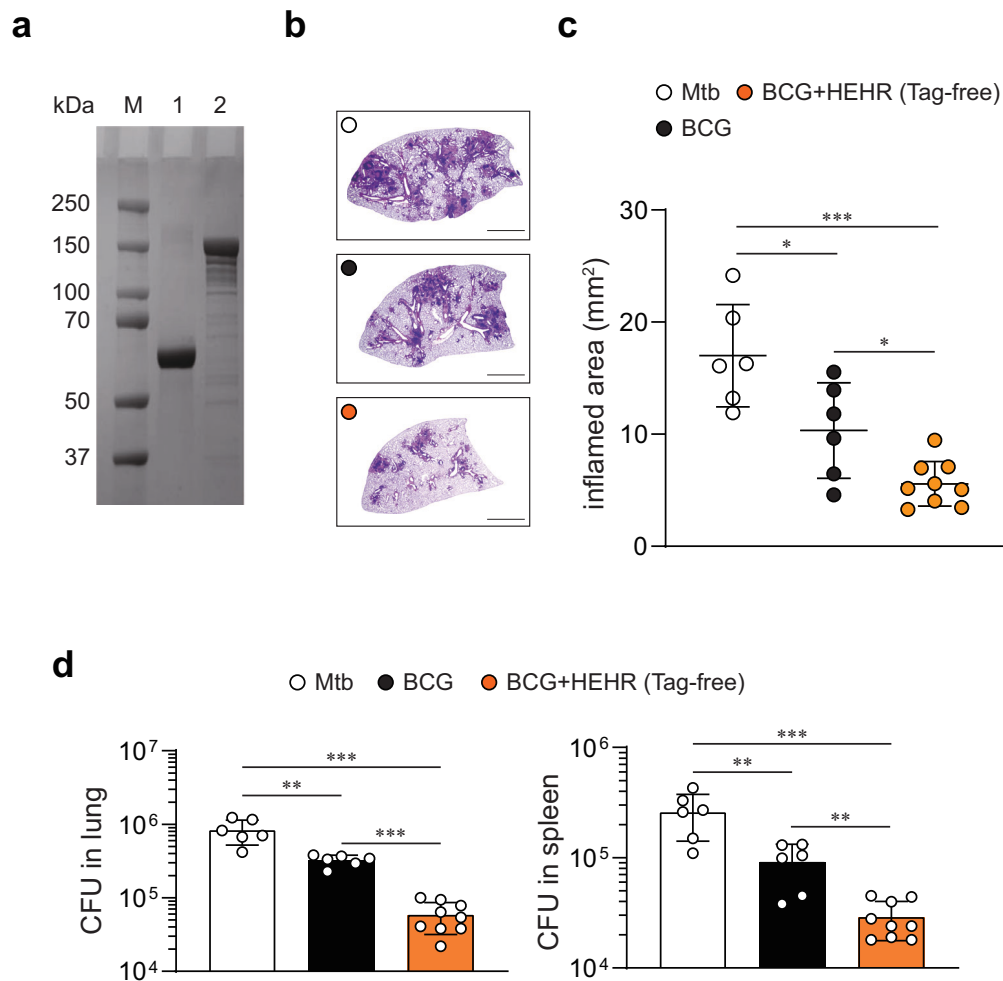 a
kDa M 1 2
250
150
100
70
50
37
b
c
Mtb BCG+HEHR (Tag-free)
BCG
inflamed area (mm²)
30
20
10
0
***
*
*
d
Mtb BCG BCG+HEHR (Tag-free)
CFU in lung
10⁷
10⁶
10⁵
10⁴
***
**
***
CFU in spleen
10⁶
10⁵
10⁴
***
**
**